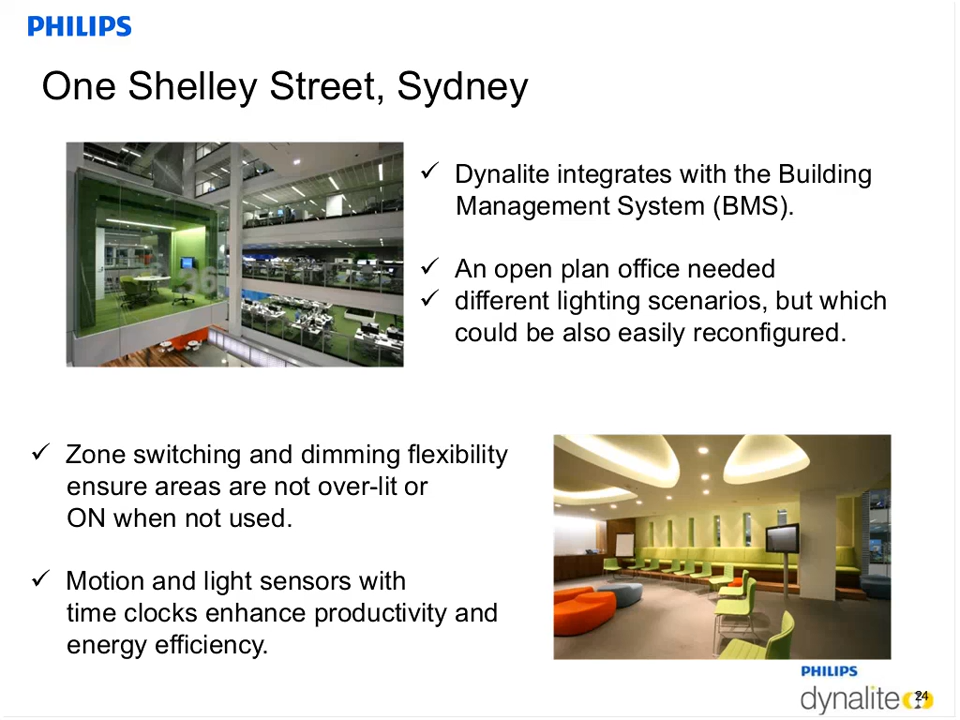 PHILIPS
One Shelley Street, Sydney
✓ Dynalite integrates with the Building
Management System (BMS).
✓ An open plan office needed
✓ different lighting scenarios, but which
could be also easily reconfigured.
36
✓ Zone switching and dimming flexibility
ensure areas are not over-lit or
ON when not used.
✓ Motion and light sensors with
time clocks enhance productivity and
energy efficiency.
PHILIPS
dynalite
24